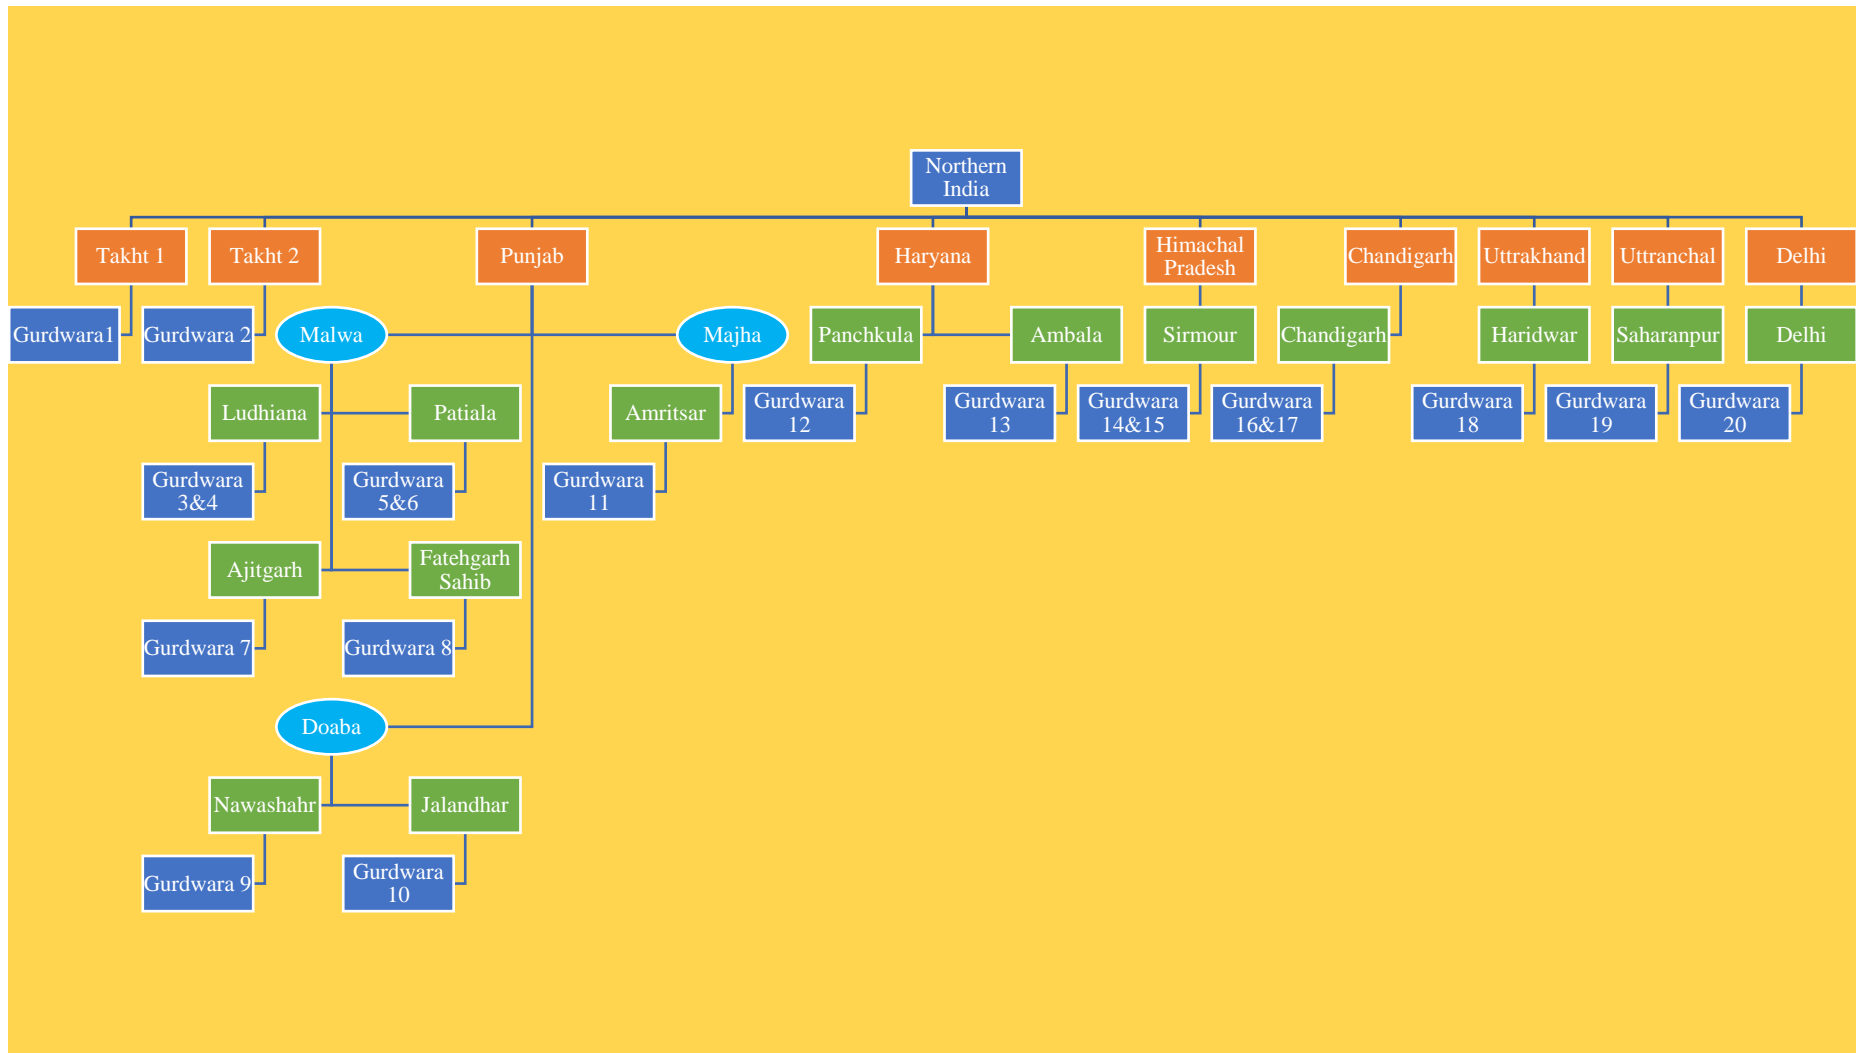 Northern
India
Takht 1
Takht 2
Punjab
Haryana
Himachal
Pradesh
Chandigarh
Uttrakhand
Uttranchal
Delhi
Gurdwara1
Gurdwara 2
Malwa
Majha
Panchkula
Ambala
Sirmour
Chandigarh
Haridwar
Saharanpur
Delhi
Ludhiana
Patiala
Amritsar
Gurdwara
12
Gurdwara
13
Gurdwara
14&15
Gurdwara
16&17
Gurdwara
18
Gurdwara
19
Gurdwara
20
Gurdwara
3&4
Gurdwara
5&6
Gurdwara
11
Ajitgarh
Fatehgarh
Sahib
Gurdwara 7
Gurdwara 8
Doaba
Nawashahr
Jalandhar
Gurdwara 9
Gurdwara
10